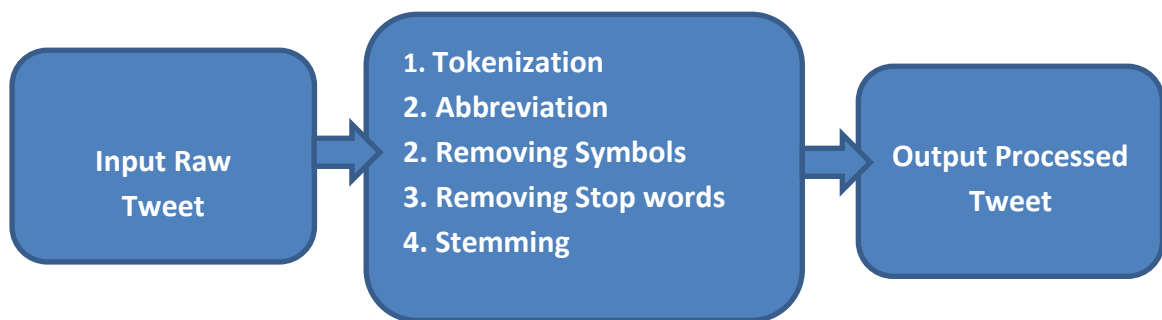 Input Raw
Tweet
1. Tokenization
2. Abbreviation
2. Removing Symbols
3. Removing Stop words
4. Stemming
Output Processed
Tweet